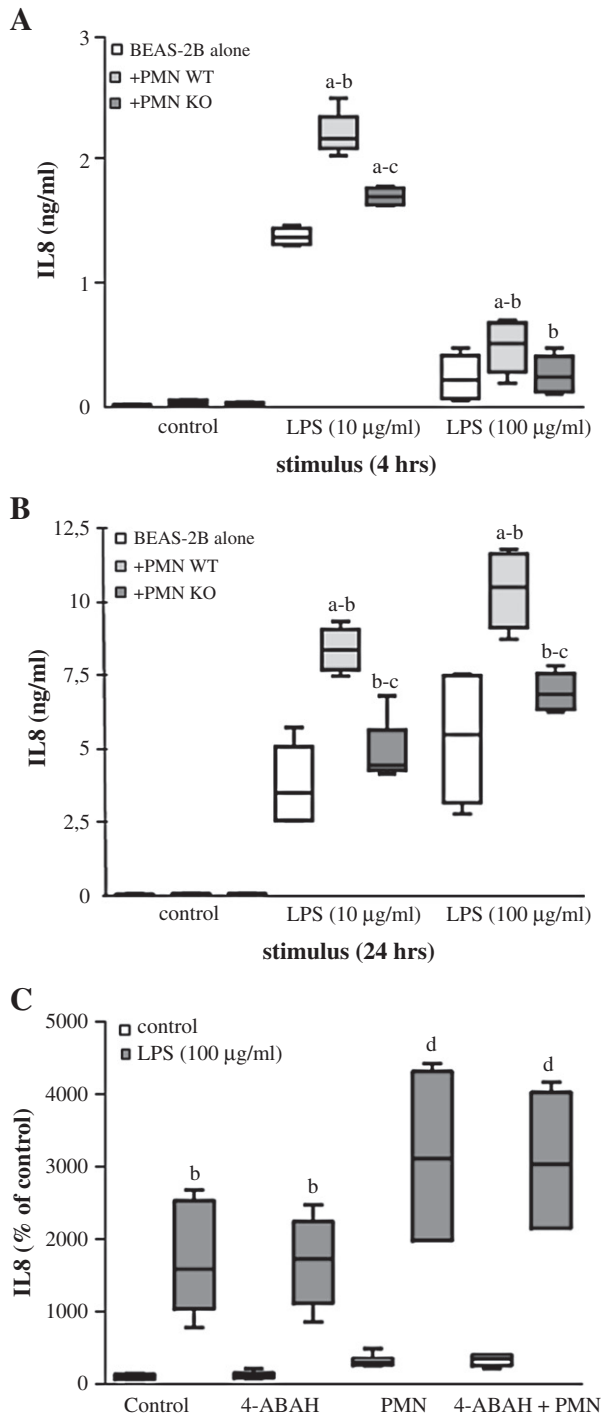 A
3
2
1
0
IL8 (ng/ml)
BEAS-2B alone
+PMN WT
+PMN KO
a-b
a-c
a-b
b
control
LPS (10 µg/ml)
LPS (100 µg/ml)
stimulus (4 hrs)
B
12,5
10
7,5
5
2,5
0
IL8 (ng/ml)
BEAS-2B alone
+PMN WT
+PMN KO
a-b
b-c
a-b
b-c
control
LPS (10 µg/ml)
LPS (100 µg/ml)
stimulus (24 hrs)
C
5000
4000
3000
2000
1000
0
IL8 (% of control)
control
LPS (100 µg/ml)
b
b
d
d
Control
4-ABAH
PMN
4-ABAH + PMN